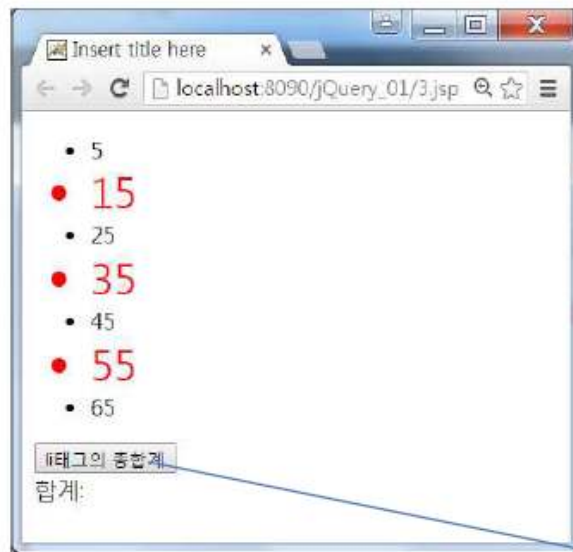 Insert title here
localhost:8090/jQuery_01/3.jsp
5
15
25
35
45
55
65
li태그의 총합계
합계: